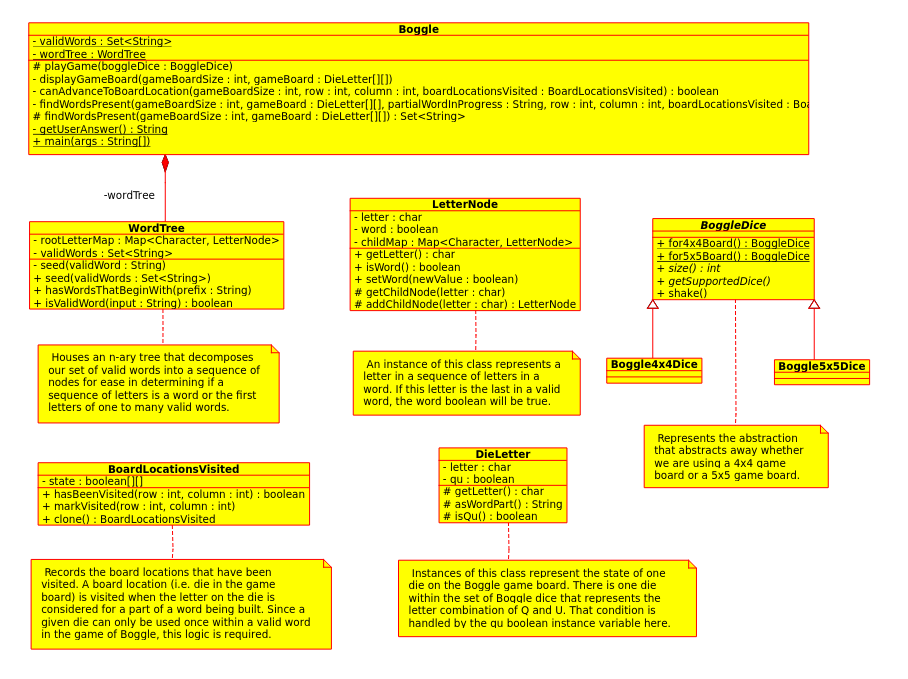 Boggle
- validWords : Set<String>
- wordTree : WordTree
# playGame(boggleDice : BoggleDice)
- displayGameBoard(gameBoardSize : int, gameBoard : DieLetter[][])
- canAdvanceToBoardLocation(gameBoardSize : int, row : int, column : int, boardLocationsVisited : BoardLocationsVisited) : boolean
- findWordsPresent(gameBoardSize : int, gameBoard : DieLetter[][], partialWordInProgress : String, row : int, column : int, boardLocationsVisited : Boa
# findWordsPresent(gameBoardSize : int, gameBoard : DieLetter[][]) : Set<String>
- getUserAnswer() : String
+ main(args : String[])
-wordTree
WordTree
- rootLetterMap : Map<Character, LetterNode>
- validWords : Set<String>
- seed(validWord : String)
+ seed(validWords : Set<String>)
+ hasWordsThatBeginWith(prefix : String)
+ isValidWord(input : String) : boolean
LetterNode
- letter : char
- word : boolean
- childMap : Map<Character, LetterNode>
+ getLetter() : char
+ isWord() : boolean
+ setWord(newValue : boolean)
# getChildNode(letter : char)
# addChildNode(letter : char) : LetterNode
BoggleDice
+ for4x4Board() : BoggleDice
+ for5x5Board() : BoggleDice
+ size() : int
+ getSupportedDice()
+ shake()
Boggle4x4Dice
Boggle5x5Dice
Houses an n-ary tree that decomposes
our set of valid words into a sequence of
nodes for ease in determining if a
sequence of letters is a word or the first
letters of one to many valid words.
An instance of this class represents a
letter in a sequence of letters in a
word. If this letter is the last in a valid
word, the word boolean will be true.
Represents the abstraction
that abstracts away whether
we are using a 4x4 game
board or a 5x5 game board.
BoardLocationsVisited
- state : boolean[][]
+ hasBeenVisited(row : int, column : int) : boolean
+ markVisited(row : int, column : int)
+ clone() : BoardLocationsVisited
DieLetter
- letter : char
- qu : boolean
# getLetter() : char
# asWordPart() : String
# isQu() : boolean
Records the board locations that have been
visited. A board location (i.e. die in the game
board) is visited when the letter on the die is
considered for a part of a word being built. Since a
given die can only be used once within a valid word
in the game of Boggle, this logic is required.
Instances of this class represent the state of one
die on the Boggle game board. There is one die
within the set of Boggle dice that represents the
letter combination of Q and U. That condition is
handled by the qu boolean instance variable here.